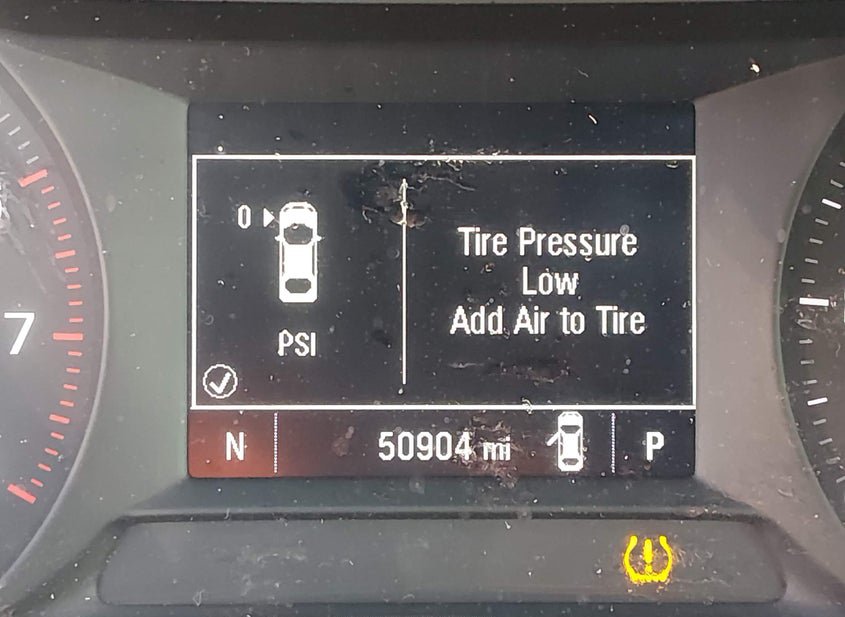 0
Tire Pressure
Low
Add Air to Tire
PSI
7
N 50904 mi P